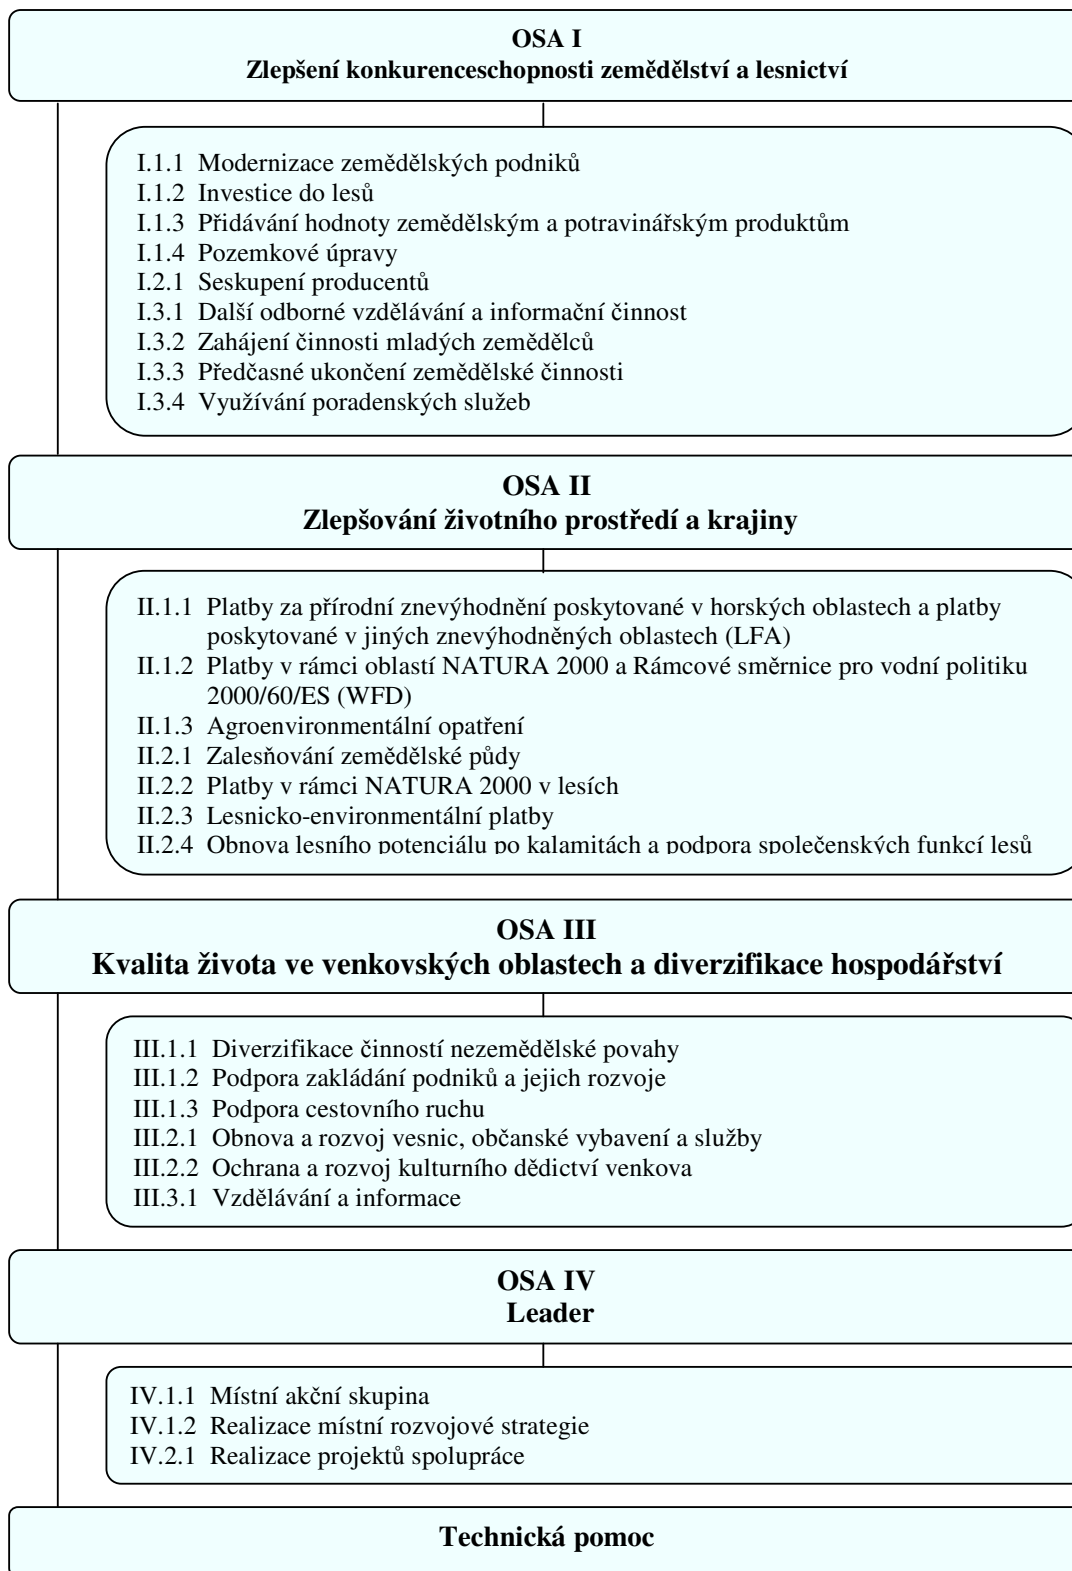 OSA I
Zlepšení konkurenceschopnosti zemědělství a lesnictví
I.1.1 Modernizace zemědělských podniků
I.1.2 Investice do lesů
I.1.3 Přidávání hodnoty zemědělským a potravinářským produktům
I.1.4 Pozemkové úpravy
I.2.1 Seskupení producentů
I.3.1 Další odborné vzdělávání a informační činnost
I.3.2 Zahájení činnosti mladých zemědělců
I.3.3 Předčasné ukončení zemědělské činnosti
I.3.4 Využívání poradenských služeb
OSA II
Zlepšování životního prostředí a krajiny
II.1.1 Platby za přírodní znevýhodnění poskytované v horských oblastech a platby
poskytované v jiných znevýhodněných oblastech (LFA)
II.1.2 Platby v rámci oblastí NATURA 2000 a Rámcové směrnice pro vodní politiku
2000/60/ES (WFD)
II.1.3 Agroenvironmentální opatření
II.2.1 Zalesňování zemědělské půdy
II.2.2 Platby v rámci NATURA 2000 v lesích
II.2.3 Lesnicko-environmentální platby
II.2.4 Obnova lesního potenciálu po kalamitách a podpora společenských funkcí lesů
OSA III
Kvalita života ve venkovských oblastech a diverzifikace hospodářství
III.1.1 Diverzifikace činností nezemědělské povahy
III.1.2 Podpora zakládání podniků a jejich rozvoje
III.1.3 Podpora cestovního ruchu
III.2.1 Obnova a rozvoj vesnic, občanské vybavení a služby
III.2.2 Ochrana a rozvoj kulturního dědictví venkova
III.3.1 Vzdělávání a informace
OSA IV
Leader
IV.1.1 Místní akční skupina
IV.1.2 Realizace místní rozvojové strategie
IV.2.1 Realizace projektů spolupráce
Technická pomoc